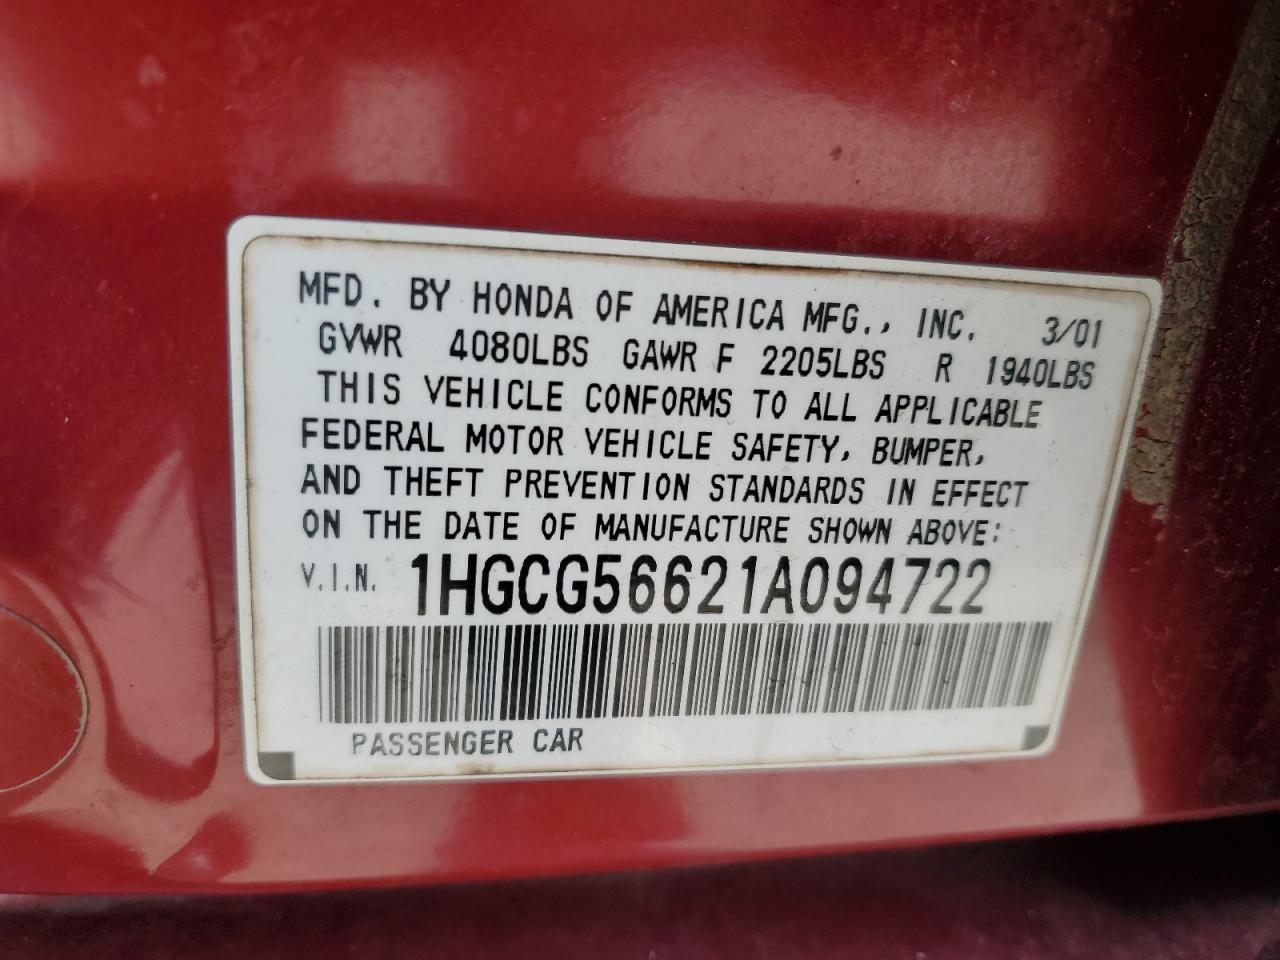 MFD. BY HONDA OF AMERICA MFG., INC. 3/01
GVWR 4080LBS GAWR F 2205LBS R 1940LBS
THIS VEHICLE CONFORMS TO ALL APPLICABLE
FEDERAL MOTOR VEHICLE SAFETY, BUMPER,
AND THEFT PREVENTION STANDARDS IN EFFECT
ON THE DATE OF MANUFACTURE SHOWN ABOVE:
V.I.N. 1HGCG56621A094722
PASSENGER CAR